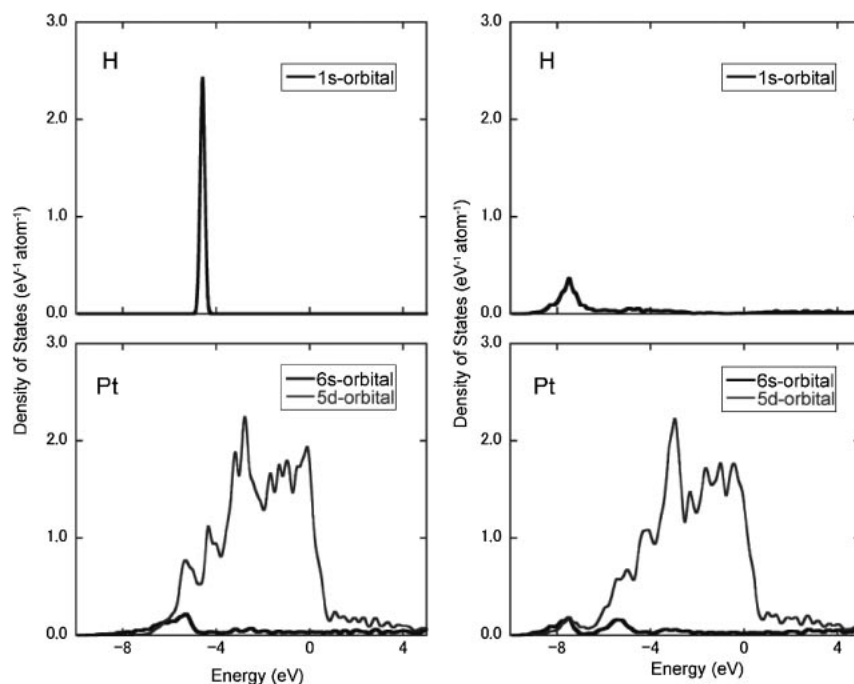 3.0
H
1s-orbital
2.0
1.0
0.0
3.0
H
1s-orbital
2.0
1.0
0.0
Density of States (eV⁻¹ atom⁻¹)
3.0
Pt
6s-orbital
5d-orbital
2.0
1.0
0.0
−8 −4 0 4
Energy (eV)
Density of States (eV⁻¹ atom⁻¹)
3.0
Pt
6s-orbital
5d-orbital
2.0
1.0
0.0
−8 −4 0 4
Energy (eV)